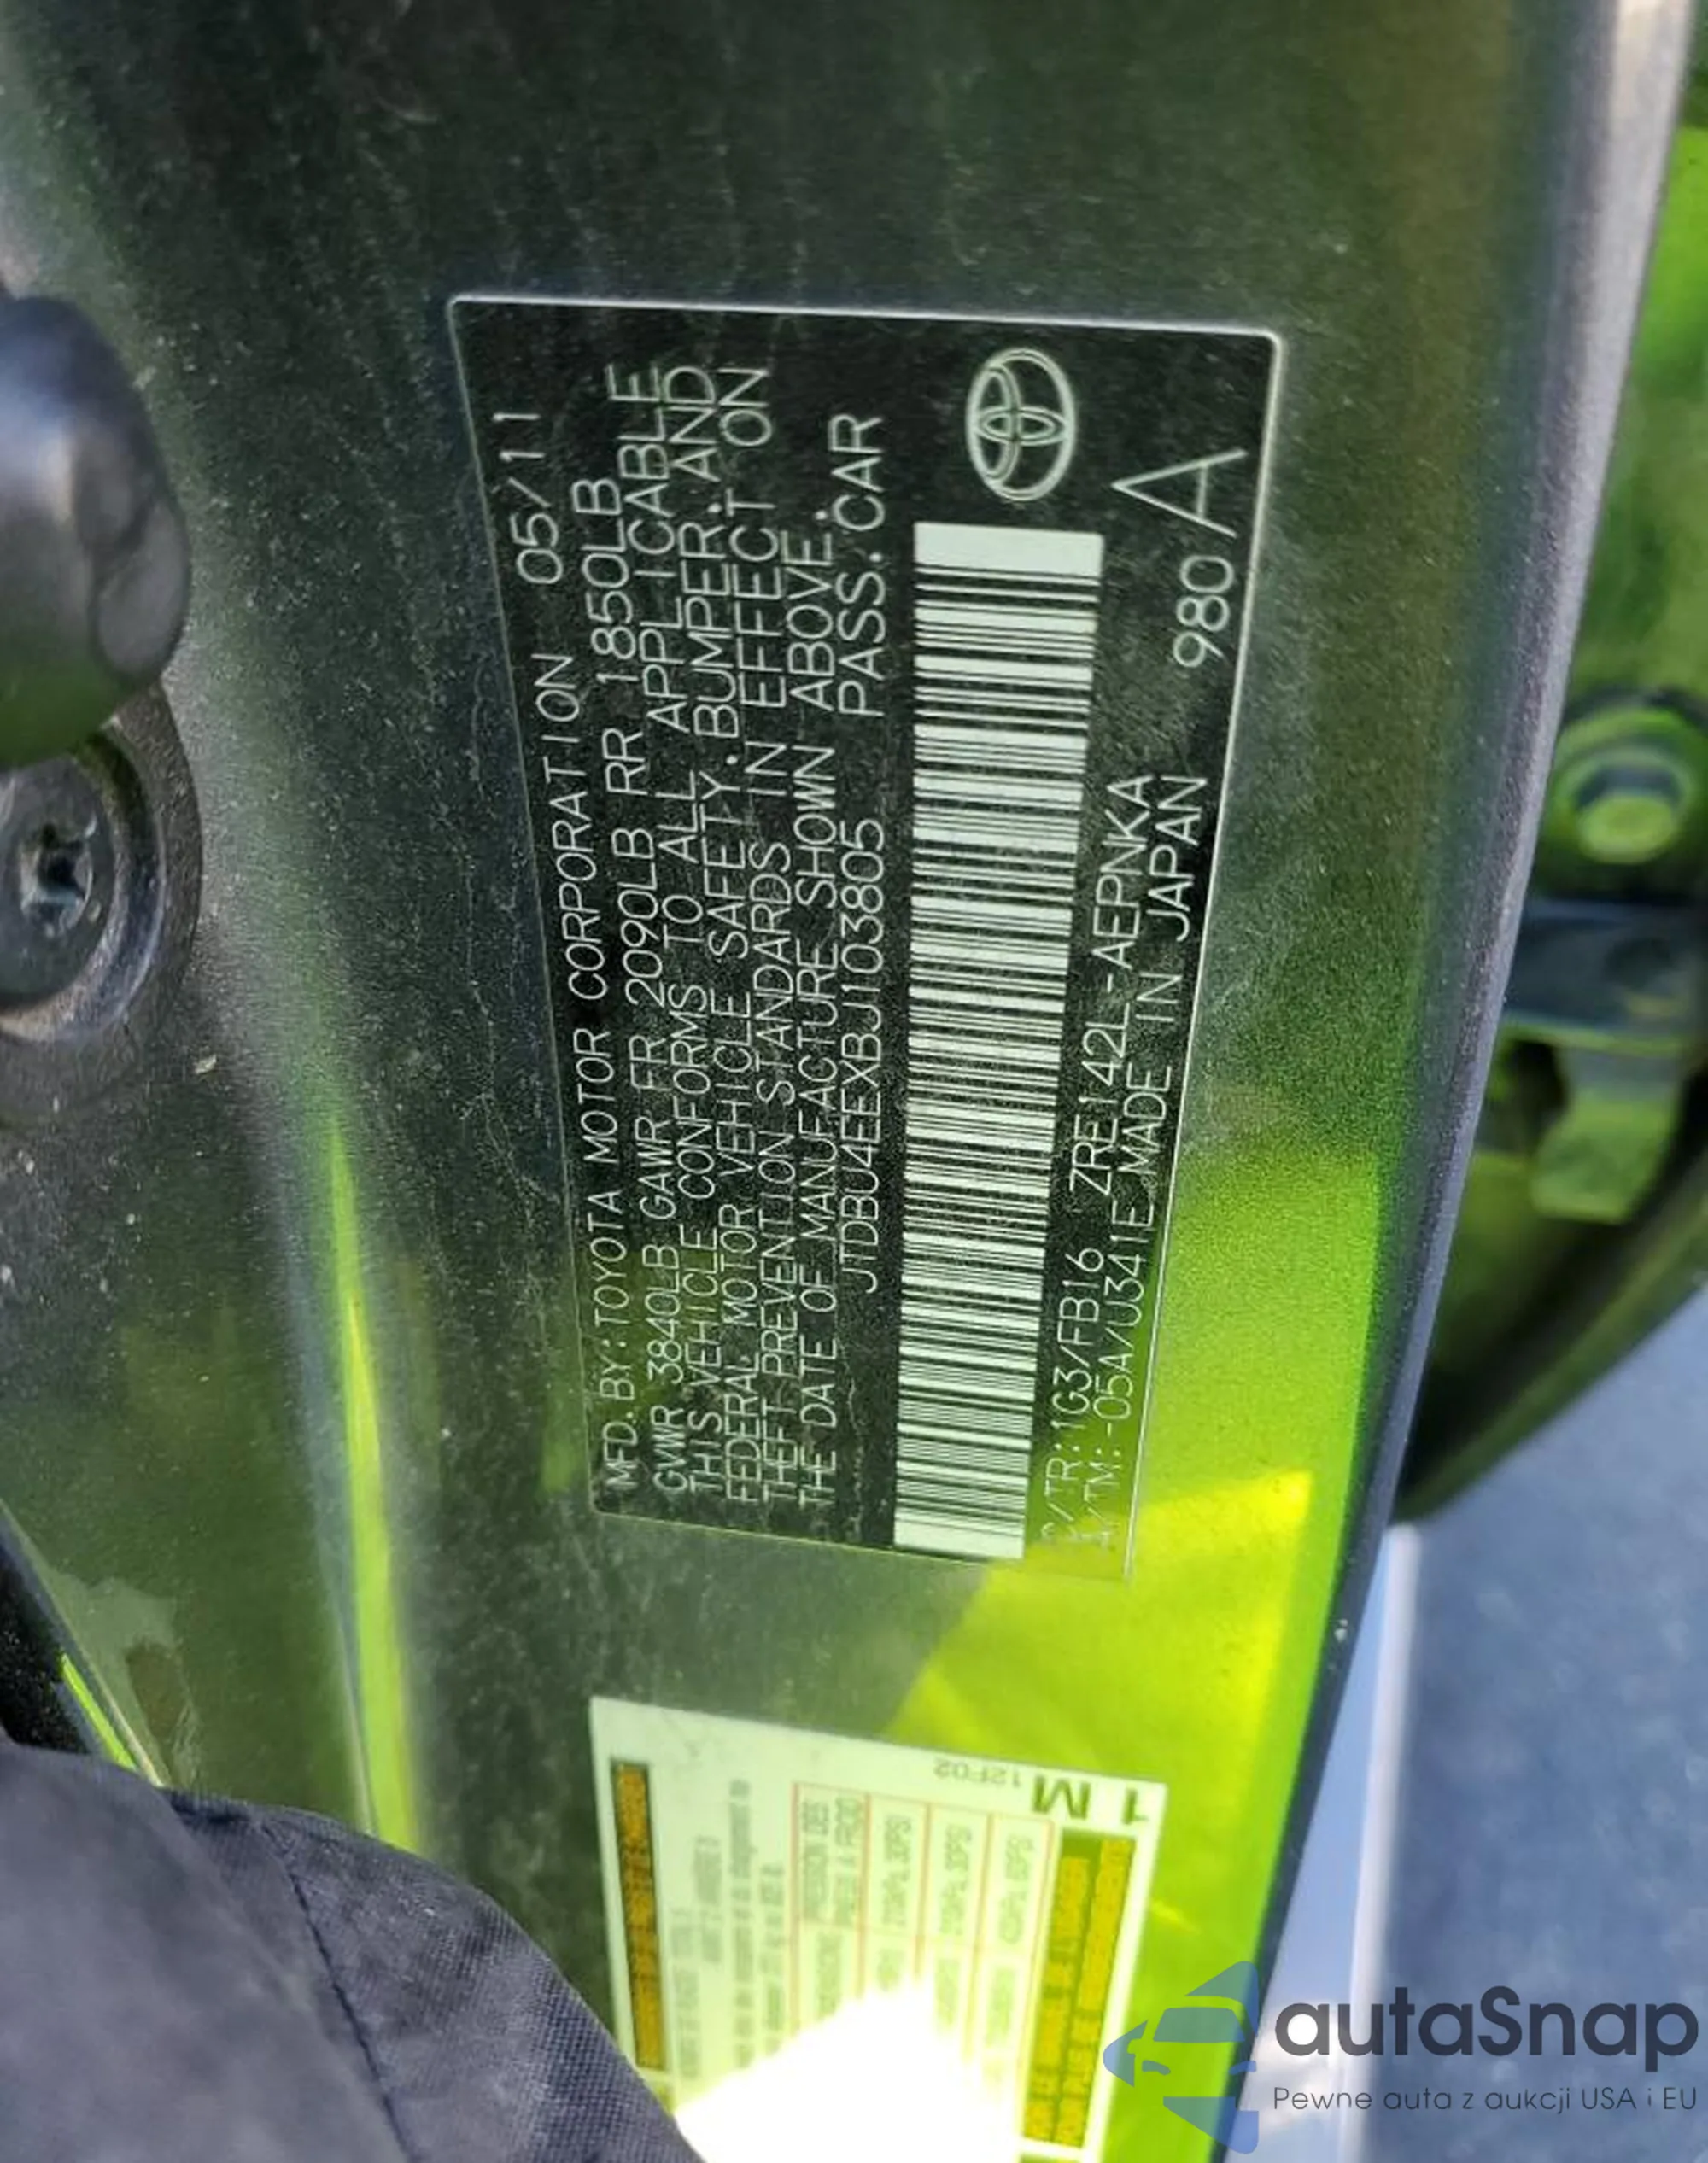 MFD. BY: TOYOTA MOTOR CORPORATION 05/11
GVWR 3840LB GAWR FR 2090LB RR 1850LB
THIS VEHICLE CONFORMS TO ALL APPLICABLE
FEDERAL MOTOR VEHICLE SAFETY. BUMPER. AND
THEFT PREVENTION STANDARDS IN EFFECT ON
THE DATE OF MANUFACTURE SHOWN ABOVE.
JTDBU4EEXBJ103805 PASS. CAR
/TR: 1G3/FB16 ZRE142L-AEPNKA 980A
A/TM: -05A/U341E MADE IN JAPAN
1M
12F02
autaSnap
Pewne auta z aukcji USA i EU